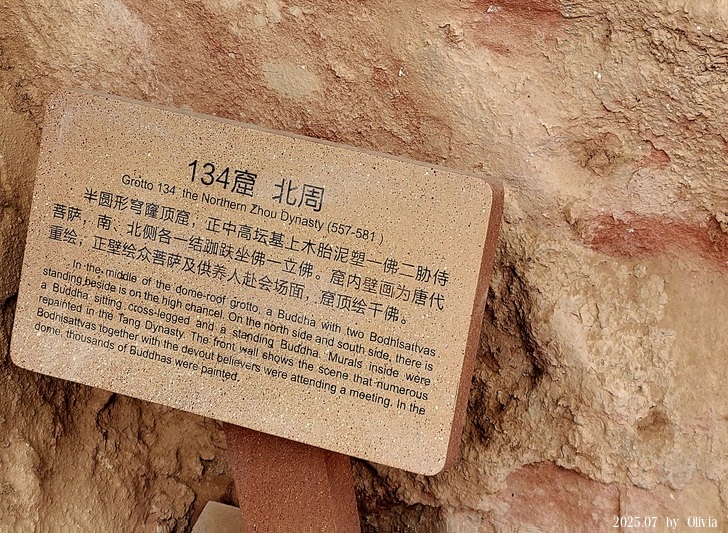 134窟 北周
Grotto 134 the Northern Zhou Dynasty (557-581)
半圆形穹窿顶窟，正中高坛基上木胎泥塑一佛二胁侍
菩萨，南、北侧各一结跏趺坐佛一立佛。窟内壁画为唐代
重绘，正壁绘众菩萨及供养人赴会场面，窟顶绘千佛。
In the middle of the dome-roof grotto, a Buddha with two Bodhisattvas
standing beside is on the high chancel. On the north side and south side, there is
a Buddha sitting cross-legged and a standing Buddha. Murals inside were
repainted in the Tang Dynasty. The front wall shows the scene that numerous
Bodhisattvas together with the devout believers were attending a meeting. In the
dome, thousands of Buddhas were painted.
2025.07 by Olivia